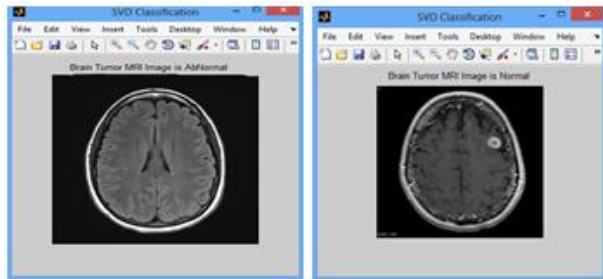 SVD Classification
File Edit View Insert Tools Desktop Window Help
Brain Tumor MRI Image is AbNormal
SVD Classification
File Edit View Insert Tools Desktop Window Help
Brain Tumor MRI Image is Normal